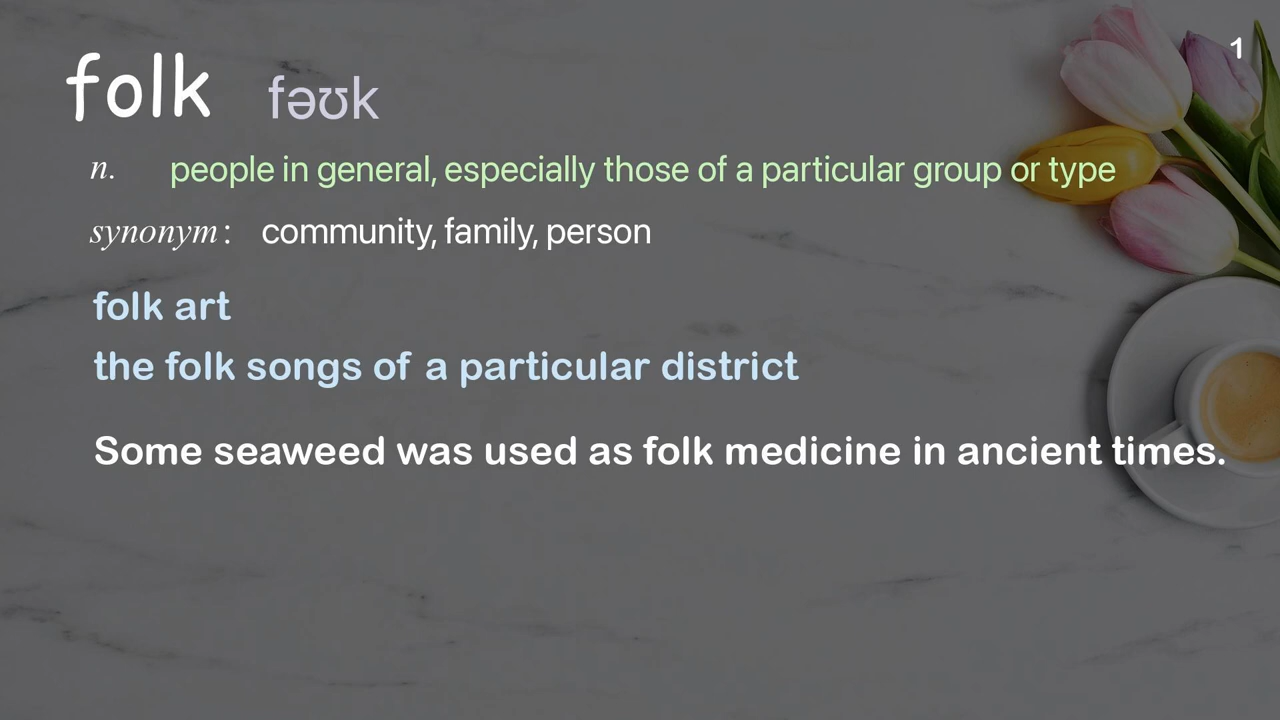 1
folk fəʊk
n. people in general, especially those of a particular group or type
synonym: community, family, person
folk art
the folk songs of a particular district
Some seaweed was used as folk medicine in ancient times.